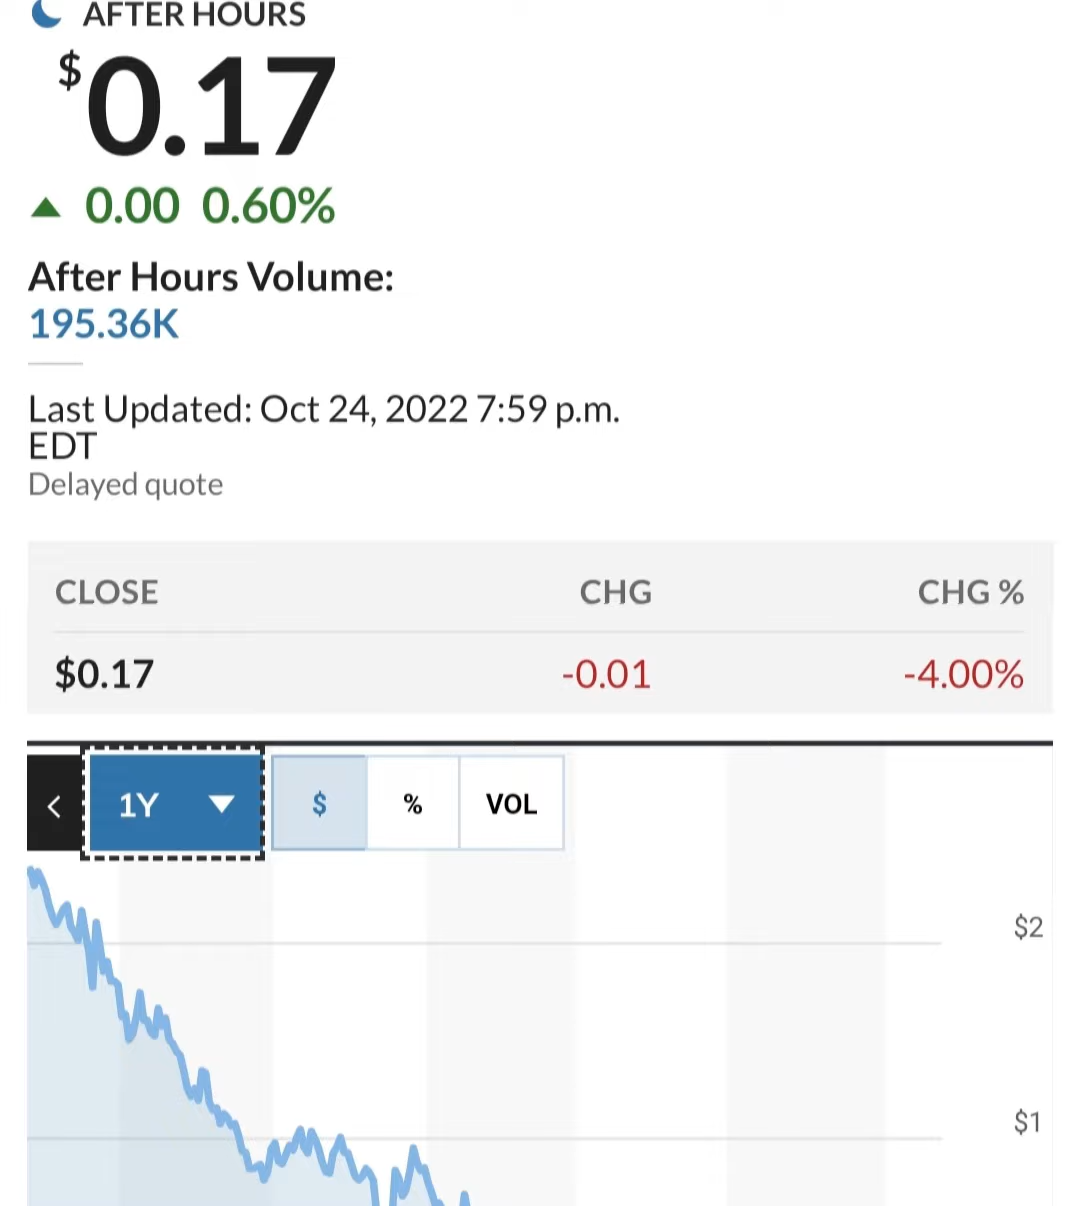 AFTER HOURS
$0.17
0.00 0.60%
After Hours Volume:
195.36K
Last Updated: Oct 24, 2022 7:59 p.m.
EDT
Delayed quote
CLOSE CHG CHG %
$0.17 -0.01 -4.00%
1Y $ % VOL
$2
$1